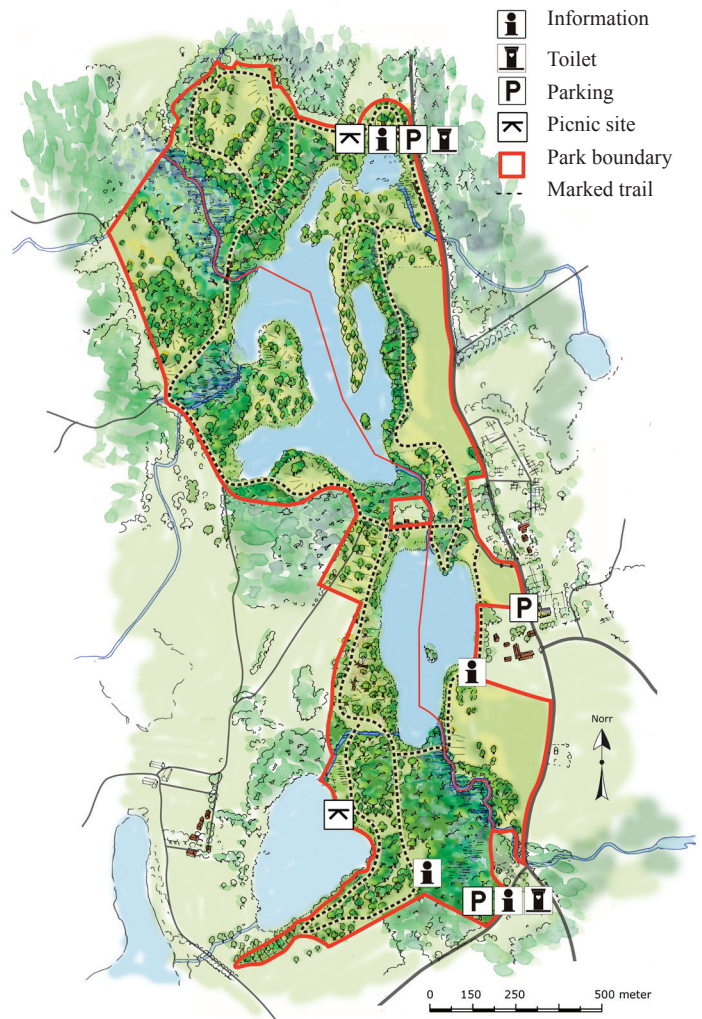 Information
Toilet
P Parking
Picnic site
Park boundary
Marked trail
P
P
Norr
P
0 150 250 500 meter